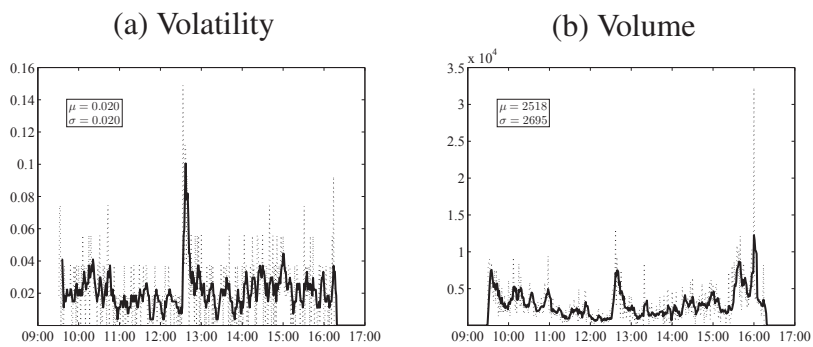 (a) Volatility
0.16
0.14
0.12
0.1
0.08
0.06
0.04
0.02
μ = 0.020
σ = 0.020
09:00 10:00 11:00 12:00 13:00 14:00 15:00 16:00 17:00
(b) Volume
x 10⁴
3.5
3
2.5
2
1.5
1
0.5
μ = 2518
σ = 2695
09:00 10:00 11:00 12:00 13:00 14:00 15:00 16:00 17:00